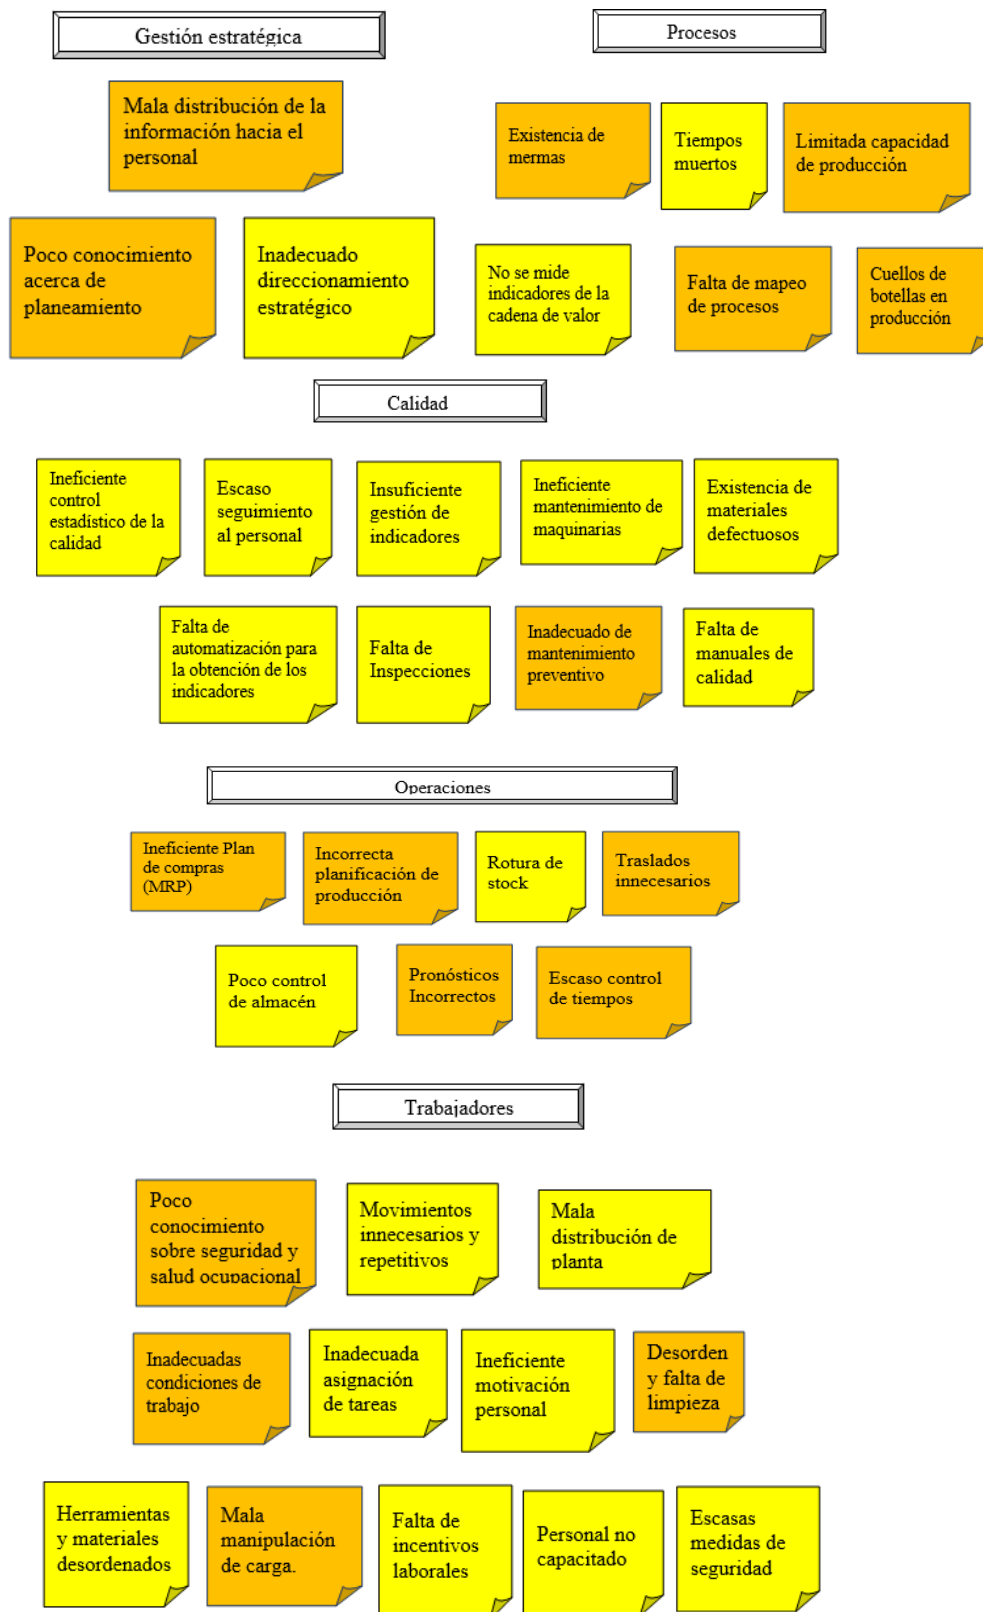 Gestión estratégica
Procesos
Mala distribución de la
información hacia el
personal
Existencia de
mermas
Tiempos
muertos
Limitada capacidad
de producción
Poco conocimiento
acerca de
planeamiento
Inadecuado
direccionamiento
estratégico
No se mide
indicadores de la
cadena de valor
Falta de mapeo
de procesos
Cuellos de
botellas en
producción
Calidad
Ineficiente
control
estadístico de la
calidad
Escaso
seguimiento
al personal
Insuficiente
gestión de
indicadores
Ineficiente
mantenimiento de
maquinarias
Existencia de
materiales
defectuosos
Falta de
automatización para
la obtención de los
indicadores
Falta de
Inspecciones
Inadecuado de
mantenimiento
preventivo
Falta de
manuales de
calidad
Operaciones
Ineficiente Plan
de compras
(MRP)
Incorrecta
planificación de
producción
Rotura de
stock
Traslados
innecesarios
Poco control
de almacén
Pronósticos
Incorrectos
Escaso control
de tiempos
Trabajadores
Poco
conocimiento
sobre seguridad y
salud ocupacional
Movimientos
innecesarios y
repetitivos
Mala
distribución de
planta
Inadecuadas
condiciones de
trabajo
Inadecuada
asignación
de tareas
Ineficiente
motivación
personal
Desorden
y falta de
limpieza
Herramientas
y materiales
desordenados
Mala
manipulación
de carga.
Falta de
incentivos
laborales
Personal no
capacitado
Escasas
medidas de
seguridad